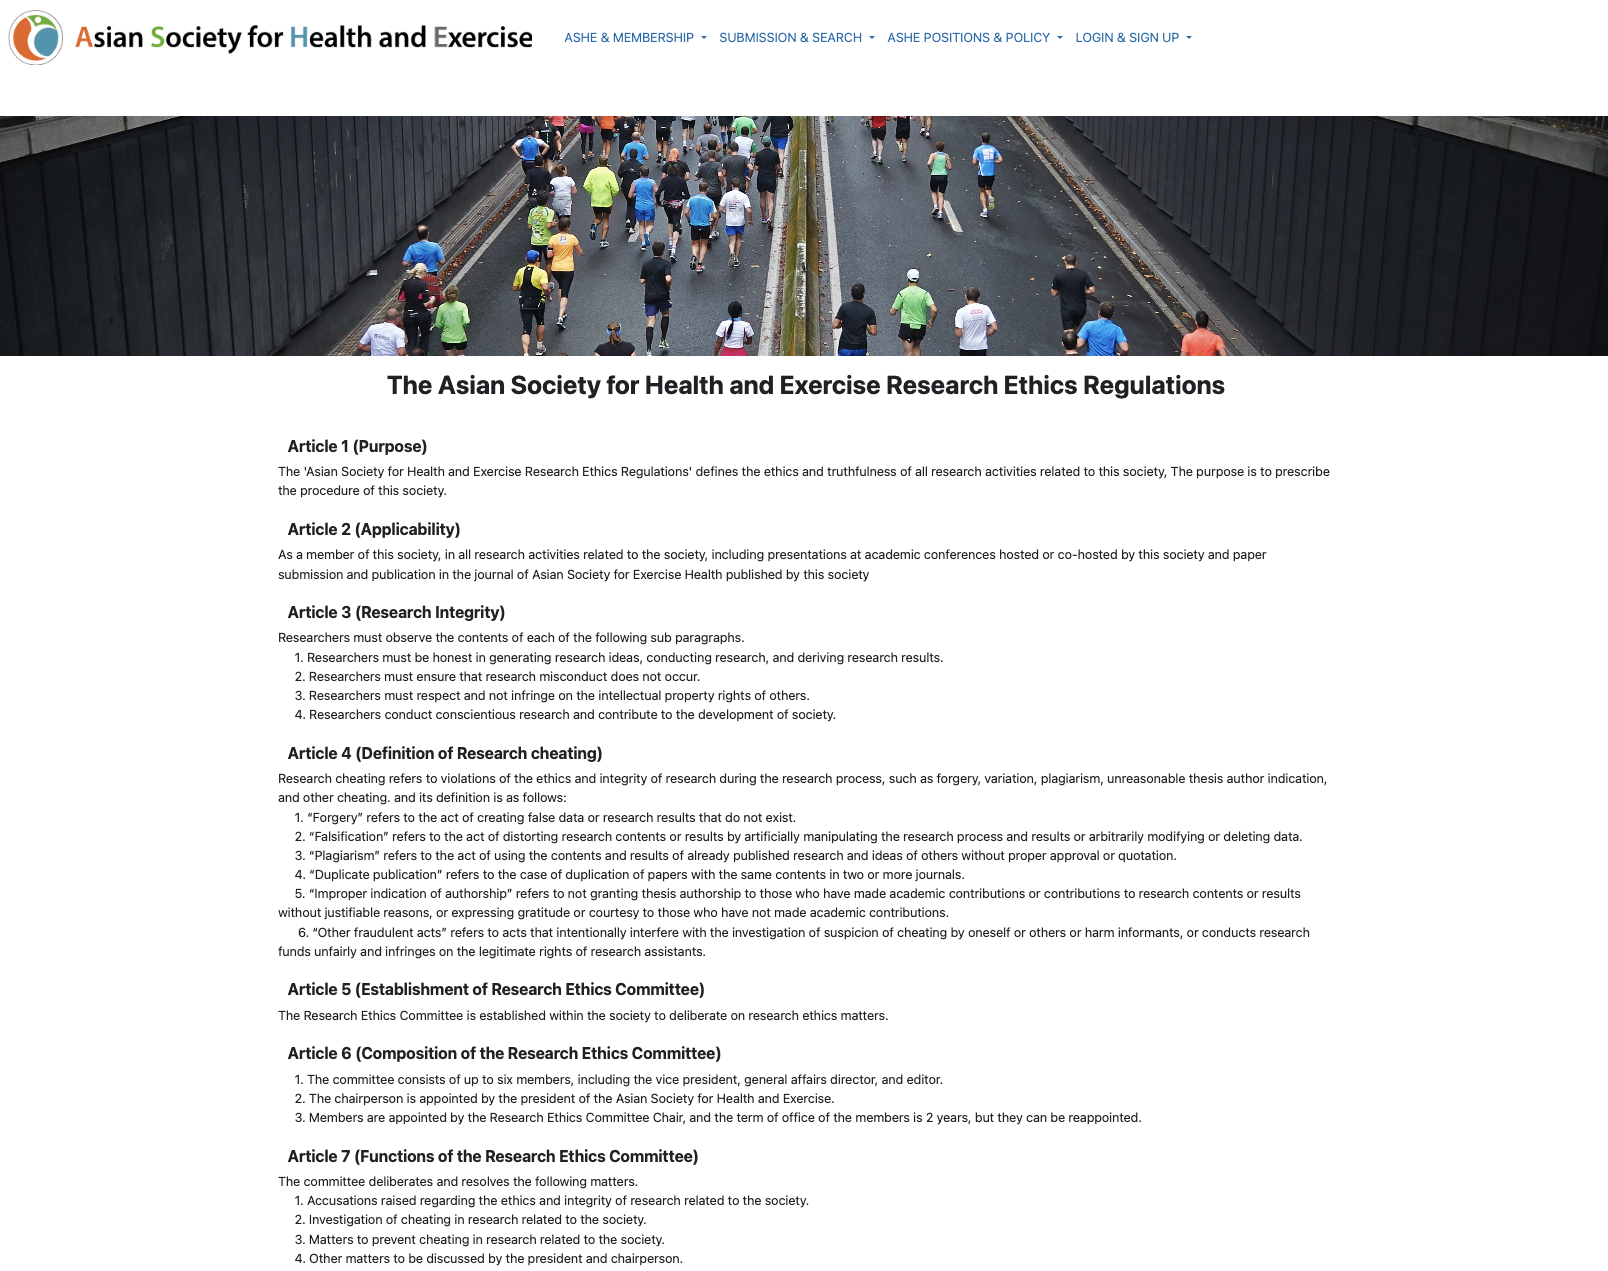 Asian Society for Health and Exercise
ASHE & MEMBERSHIP
SUBMISSION & SEARCH
ASHE POSITIONS & POLICY
LOGIN & SIGN UP
The Asian Society for Health and Exercise Research Ethics Regulations
Article 1 (Purpose)
The 'Asian Society for Health and Exercise Research Ethics Regulations' defines the ethics and truthfulness of all research activities related to this society, The purpose is to prescribe
the procedure of this society.
Article 2 (Applicability)
As a member of this society, in all research activities related to the society, including presentations at academic conferences hosted or co-hosted by this society and paper
submission and publication in the journal of Asian Society for Exercise Health published by this society
Article 3 (Research Integrity)
Researchers must observe the contents of each of the following sub paragraphs.
1. Researchers must be honest in generating research ideas, conducting research, and deriving research results.
2. Researchers must ensure that research misconduct does not occur.
3. Researchers must respect and not infringe on the intellectual property rights of others.
4. Researchers conduct conscientious research and contribute to the development of society.
Article 4 (Definition of Research cheating)
Research cheating refers to violations of the ethics and integrity of research during the research process, such as forgery, variation, plagiarism, unreasonable thesis author indication,
and other cheating. and its definition is as follows:
1. “Forgery” refers to the act of creating false data or research results that do not exist.
2. “Falsification” refers to the act of distorting research contents or results by artificially manipulating the research process and results or arbitrarily modifying or deleting data.
3. “Plagiarism” refers to the act of using the contents and results of already published research and ideas of others without proper approval or quotation.
4. “Duplicate publication” refers to the case of duplication of papers with the same contents in two or more journals.
5. “Improper indication of authorship” refers to not granting thesis authorship to those who have made academic contributions or contributions to research contents or results
without justifiable reasons, or expressing gratitude or courtesy to those who have not made academic contributions.
6. “Other fraudulent acts” refers to acts that intentionally interfere with the investigation of suspicion of cheating by oneself or others or harm informants, or conducts research
funds unfairly and infringes on the legitimate rights of research assistants.
Article 5 (Establishment of Research Ethics Committee)
The Research Ethics Committee is established within the society to deliberate on research ethics matters.
Article 6 (Composition of the Research Ethics Committee)
1. The committee consists of up to six members, including the vice president, general affairs director, and editor.
2. The chairperson is appointed by the president of the Asian Society for Health and Exercise.
3. Members are appointed by the Research Ethics Committee Chair, and the term of office of the members is 2 years, but they can be reappointed.
Article 7 (Functions of the Research Ethics Committee)
The committee deliberates and resolves the following matters.
1. Accusations raised regarding the ethics and integrity of research related to the society.
2. Investigation of cheating in research related to the society.
3. Matters to prevent cheating in research related to the society.
4. Other matters to be discussed by the president and chairperson.